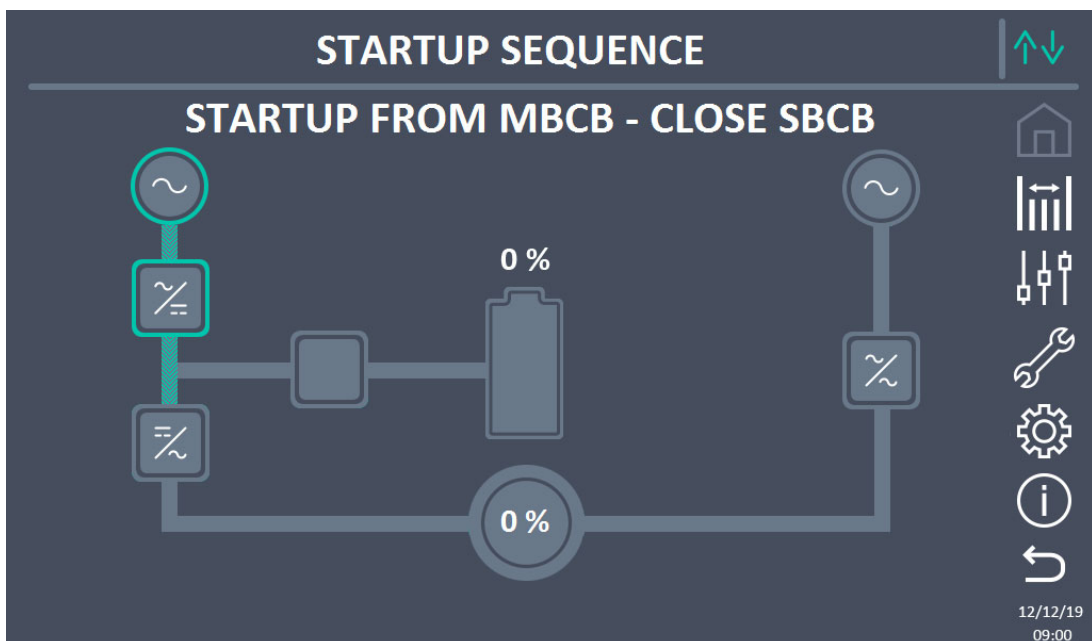 STARTUP SEQUENCE
STARTUP FROM MBCB - CLOSE SBCB
0 %
0 %
i
12/12/19
09:00